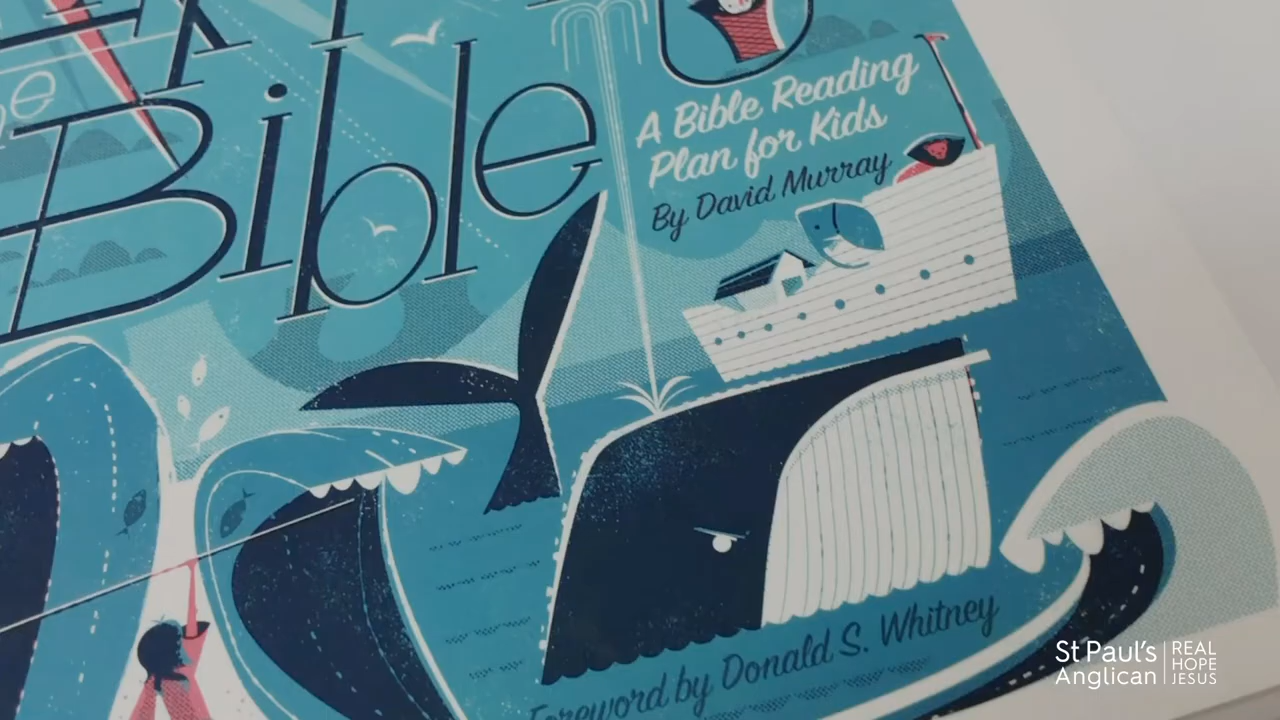 the
Bible
A Bible Reading
Plan for Kids
By David Murray
Foreword by Donald S. Whitney
St Paul's
Anglican
REAL
HOPE
JESUS